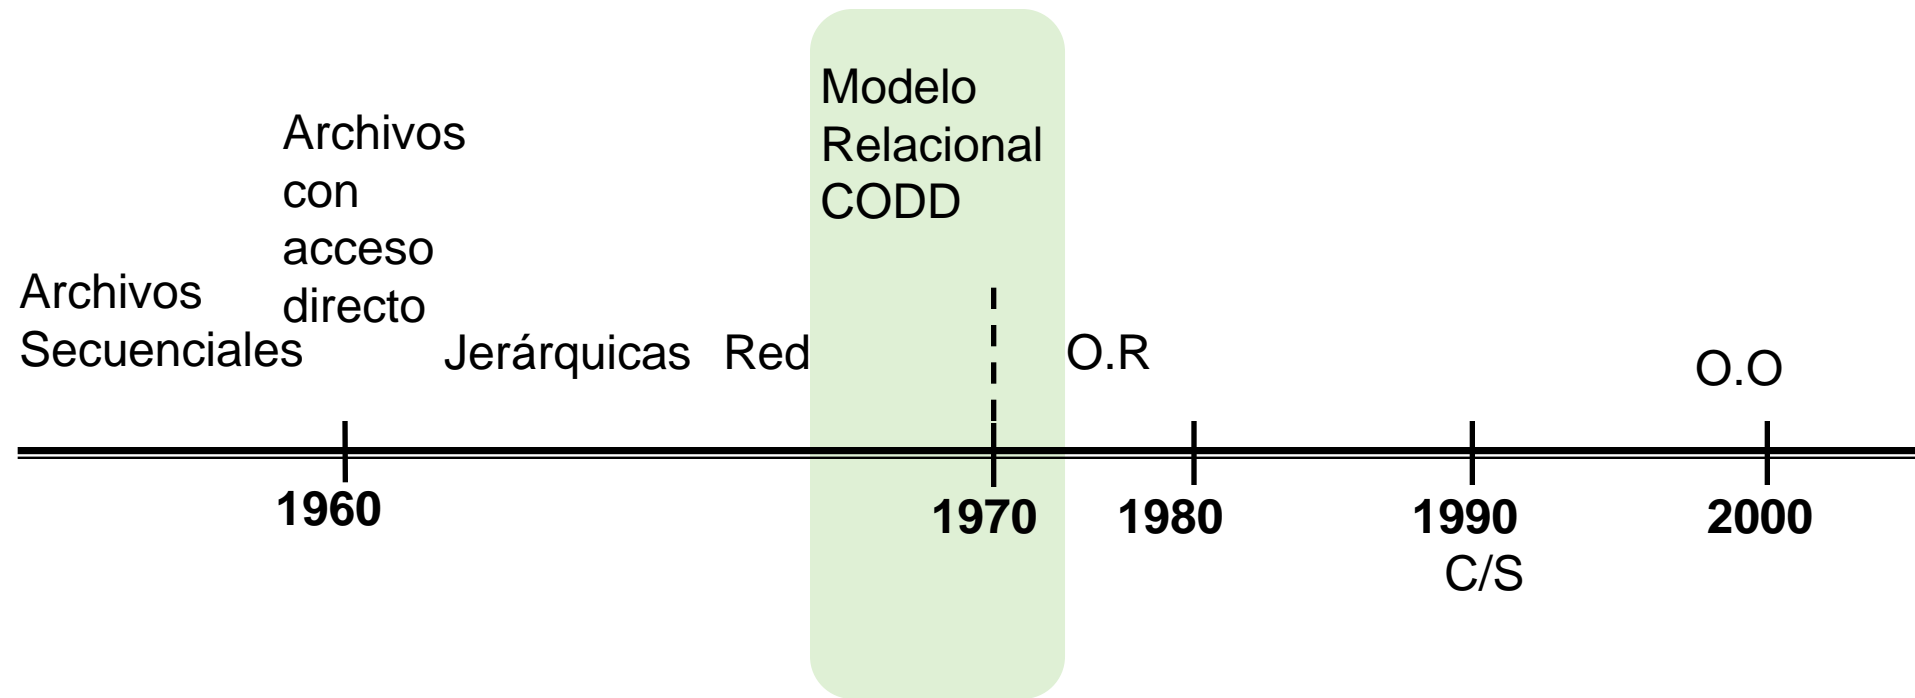 Archivos
Secuenciales
Archivos
con
acceso
directo
Jerárquicas
Red
Modelo
Relacional
CODD
O.R
O.O
1960
1970
1980
1990
C/S
2000